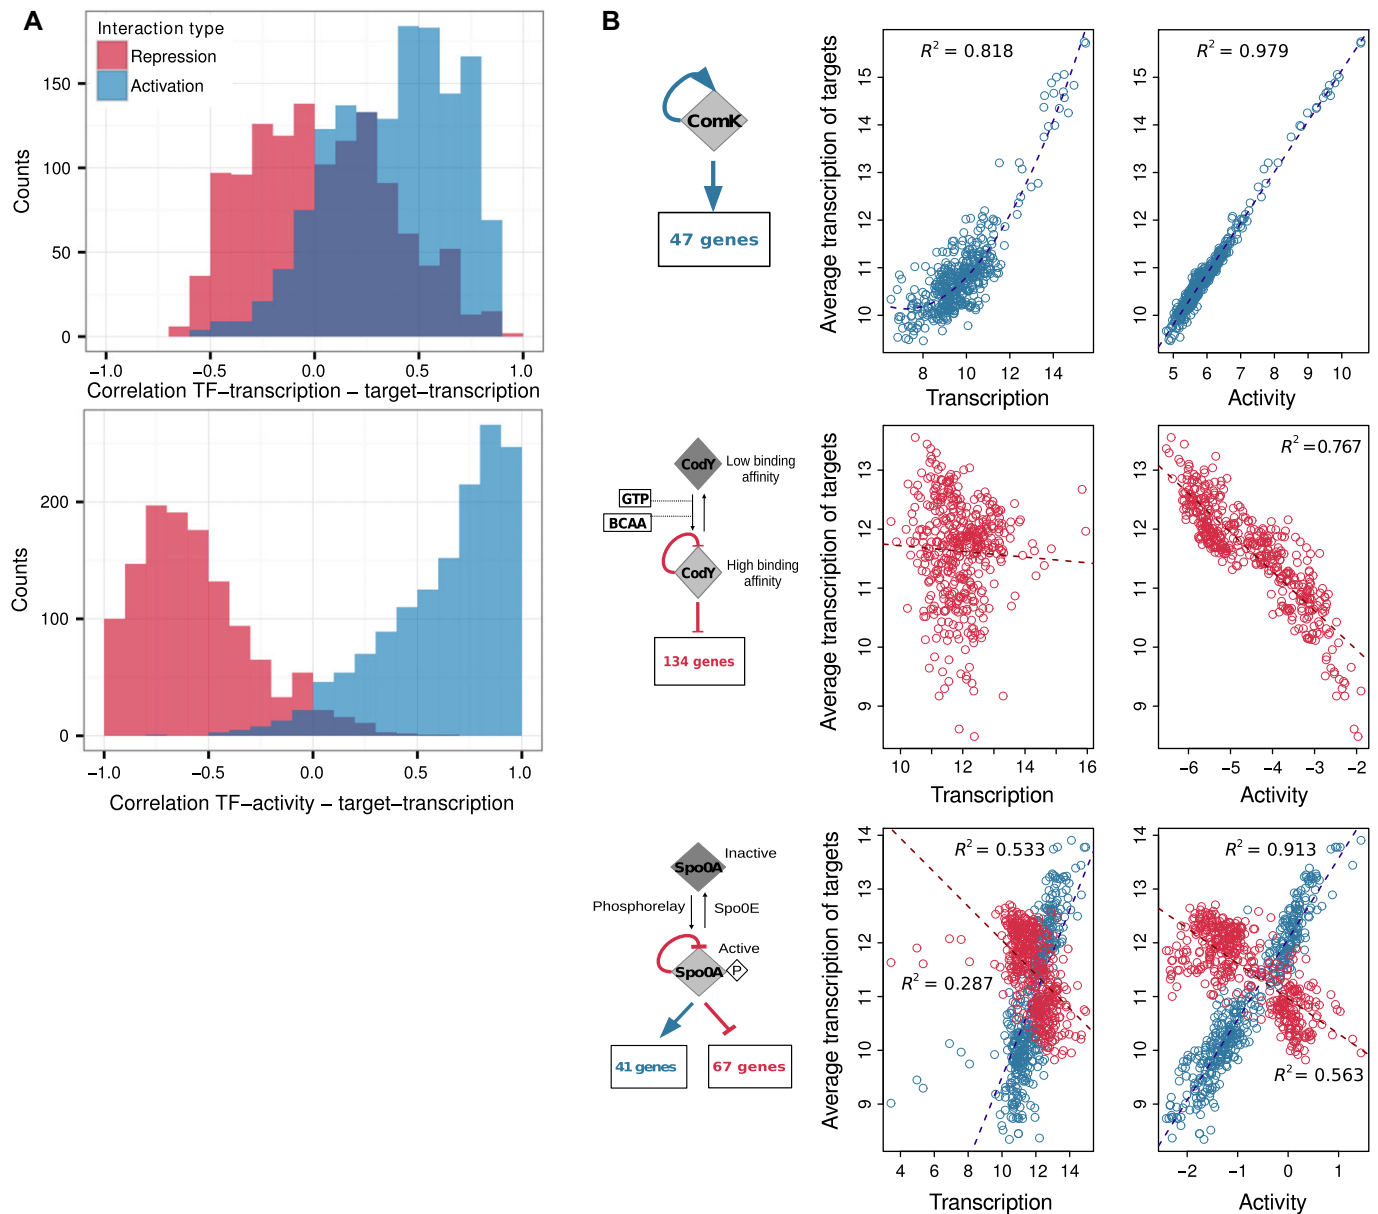 A
Interaction type
Repression
Activation
Counts
150
100
50
0
−1.0 −0.5 0.0 0.5 1.0
Correlation TF−transcription − target−transcription
Counts
200
100
0
−1.0 −0.5 0.0 0.5 1.0
Correlation TF−activity − target−transcription
B
ComK
47 genes
Average transcription of targets
10 11 12 13 14 15
R² = 0.818
8 10 12 14
Transcription
10 11 12 13 14 15
R² = 0.979
5 6 7 8 9 10
Activity
CodY
Low binding
affinity
GTP
BCAA
CodY
High binding
affinity
134 genes
Average transcription of targets
9 10 11 12 13
10 12 14 16
Transcription
9 10 11 12 13
R² =0.767
−6 −5 −4 −3 −2
Activity
Spo0A
Inactive
Phosphorelay
Spo0E
Active
Spo0A
P
41 genes
67 genes
Average transcription of targets
9 10 11 12 13 14
R² = 0.533
R² = 0.287
4 6 8 10 12 14
Transcription
9 10 11 12 13 14
R² = 0.913
R² = 0.563
−2 −1 0 1
Activity